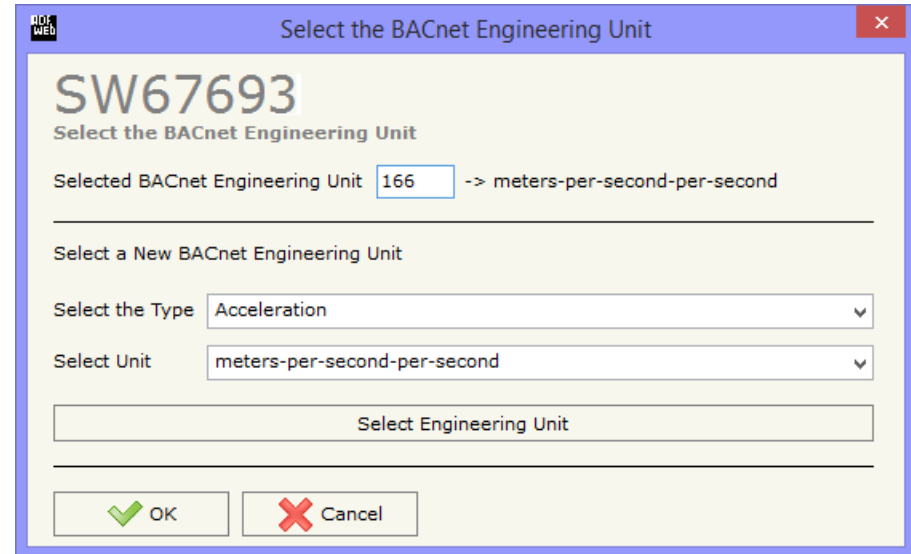 ADF
WEB
Select the BACnet Engineering Unit
SW67693
Select the BACnet Engineering Unit
Selected BACnet Engineering Unit 166 -> meters-per-second-per-second
Select a New BACnet Engineering Unit
Select the Type Acceleration
Select Unit meters-per-second-per-second
Select Engineering Unit
OK Cancel